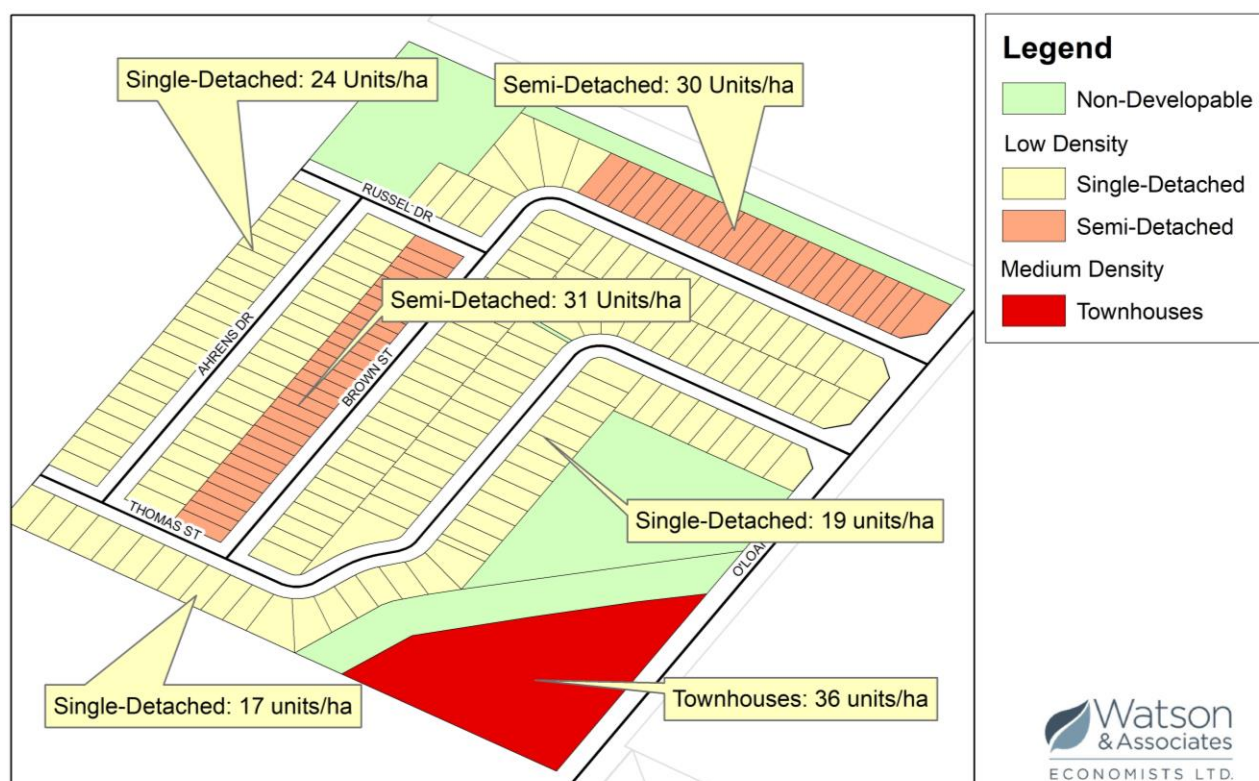 Single-Detached: 24 Units/ha
Semi-Detached: 30 Units/ha
RUSSEL DR
Semi-Detached: 31 Units/ha
AHRENS DR
BROWN ST
THOMAS ST
Single-Detached: 19 units/ha
Single-Detached: 17 units/ha
Townhouses: 36 units/ha
Legend
Non-Developable
Low Density
Single-Detached
Semi-Detached
Medium Density
Townhouses
Watson
& Associates
ECONOMISTS LTD.